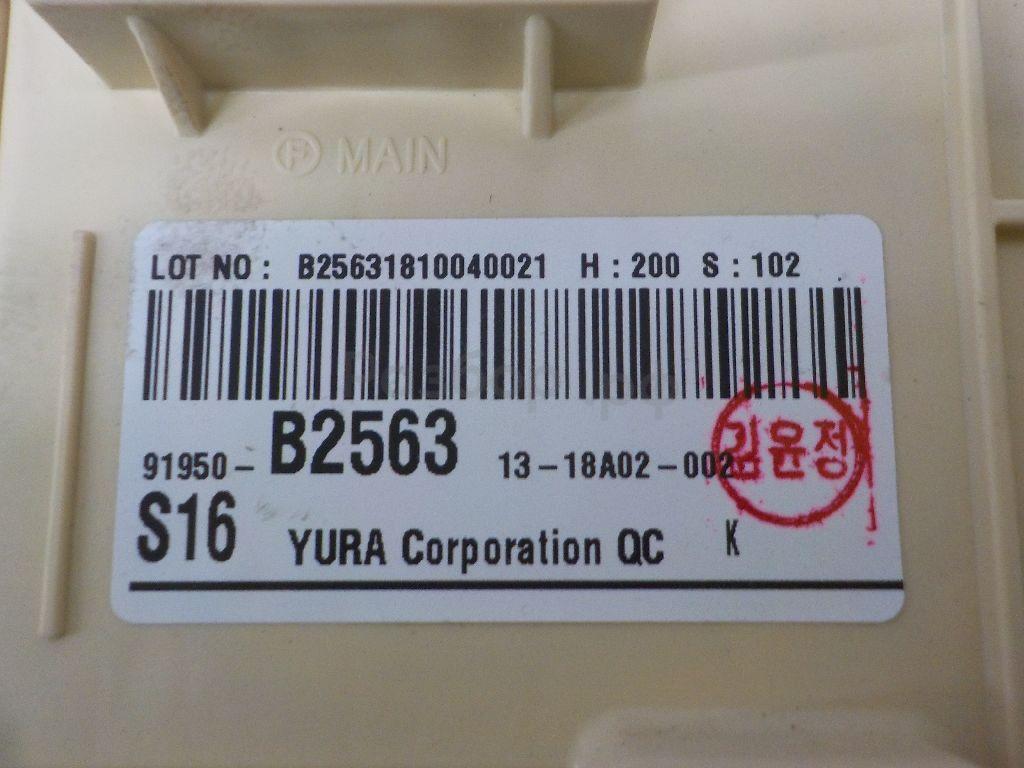 P MAIN
LOT NO : B25631810040021 H : 200 S : 102
91950 - B2563 13 - 18A02 - 002
김윤정
S16 YURA Corporation QC K